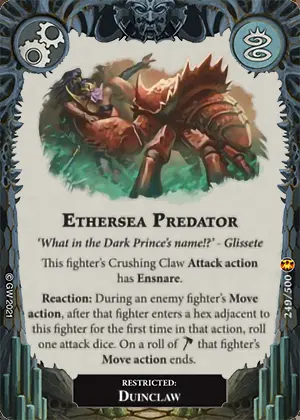 ETHERSEA PREDATOR
'What in the Dark Prince's name!?' - Glissete
This fighter's Crushing Claw Attack action
has Ensnare.
Reaction: During an enemy fighter's Move
action, after that fighter enters a hex adjacent to
this fighter for the first time in that action, roll
one attack dice. On a roll of that fighter's
Move action ends.
© GW 2021
249/500
RESTRICTED:
DUINCLAW